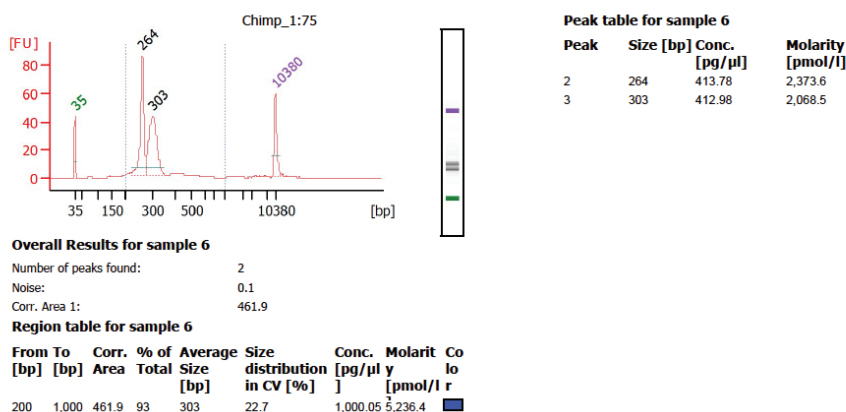 Chimp_1:75
[FU]
80
60
40
20
0
35
264
303
10380
35 150 300 500 10380 [bp]
Peak table for sample 6
Peak Size [bp] Conc. [pg/µl] Molarity [pmol/l]
2 264 413.78 2,373.6
3 303 412.98 2,068.5
Overall Results for sample 6
Number of peaks found: 2
Noise: 0.1
Corr. Area 1: 461.9
Region table for sample 6
From To Corr. % of Average Size Conc. Molarit Co
[bp] [bp] Area Total Size distribution [pg/µl y lo
[bp] in CV [%] ] [pmol/l r
200 1,000 461.9 93 303 22.7 1,000.05 5,236.4